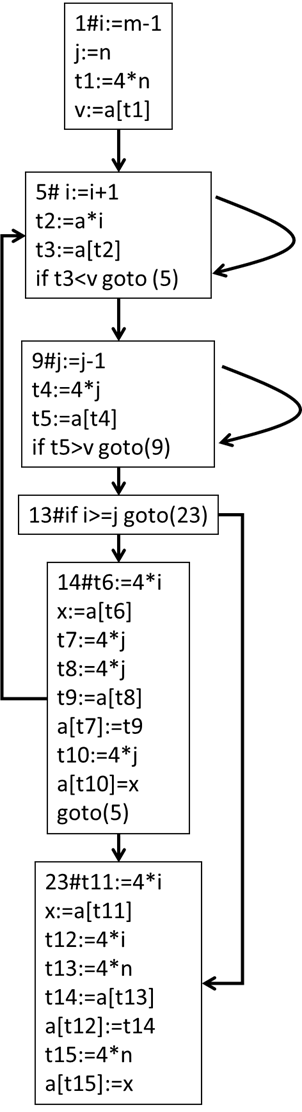 1#i:=m-1
j:=n
t1:=4*n
v:=a[t1]
5# i:=i+1
t2:=a*i
t3:=a[t2]
if t3<v goto (5)
9#j:=j-1
t4:=4*j
t5:=a[t4]
if t5>v goto(9)
13#if i>=j goto(23)
14#t6:=4*i
x:=a[t6]
t7:=4*j
t8:=4*j
t9:=a[t8]
a[t7]:=t9
t10:=4*j
a[t10]=x
goto(5)
23#t11:=4*i
x:=a[t11]
t12:=4*i
t13:=4*n
t14:=a[t13]
a[t12]:=t14
t15:=4*n
a[t15]:=x